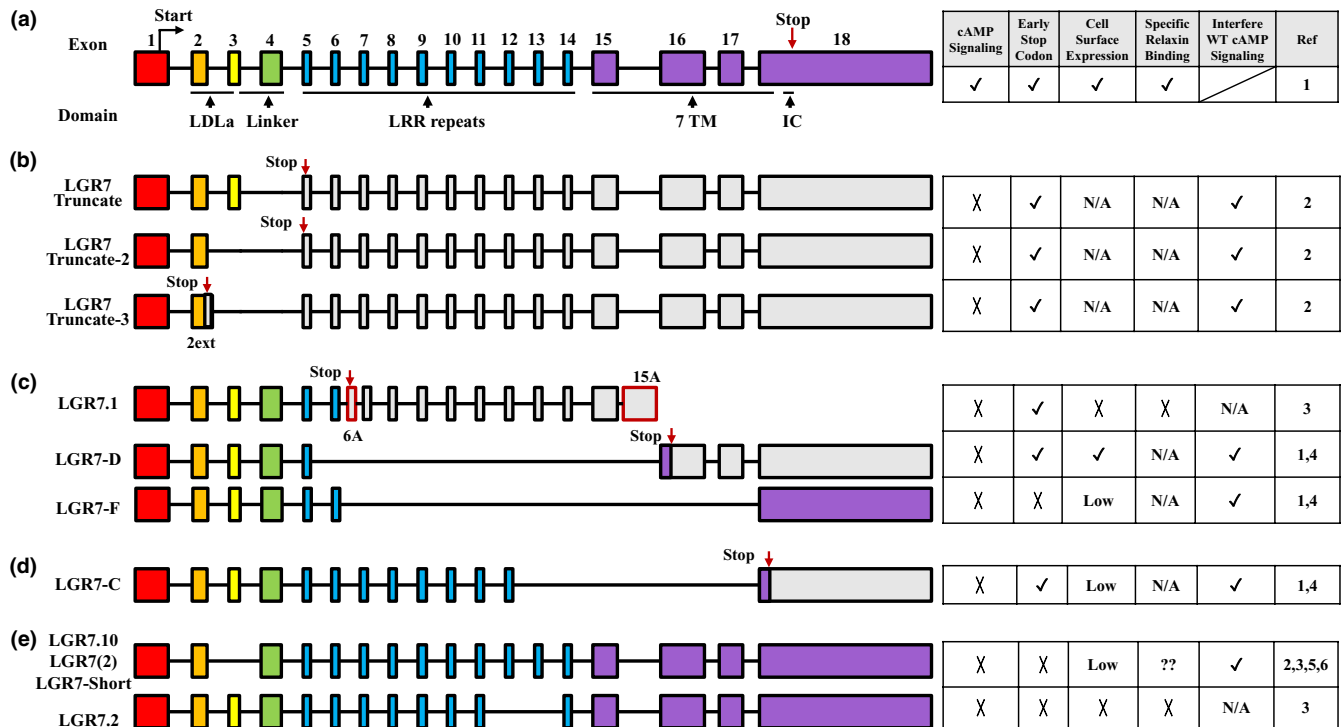 (a)
Start
Stop
Exon
1 2 3 4 5 6 7 8 9 10 11 12 13 14 15 16 17 18
Domain
LDLa Linker LRR repeats 7 TM IC
cAMP Signaling
Early Stop Codon
Cell Surface Expression
Specific Relaxin Binding
Interfere WT cAMP Signaling
Ref
✓ ✓ ✓ ✓ 1
(b)
Stop
LGR7
Truncate
X ✓ N/A N/A ✓ 2
Stop
LGR7
Truncate-2
X ✓ N/A N/A ✓ 2
Stop
LGR7
Truncate-3
2ext
X ✓ N/A N/A ✓ 2
(c)
Stop
15A
LGR7.1
6A
X ✓ X X N/A 3
Stop
LGR7-D
X ✓ ✓ N/A ✓ 1,4
LGR7-F
X X Low N/A ✓ 1,4
(d)
Stop
LGR7-C
X ✓ Low N/A ✓ 1,4
(e)
LGR7.10
LGR7(2)
LGR7-Short
X X Low ?? ✓ 2,3,5,6
LGR7.2
X X X X N/A 3